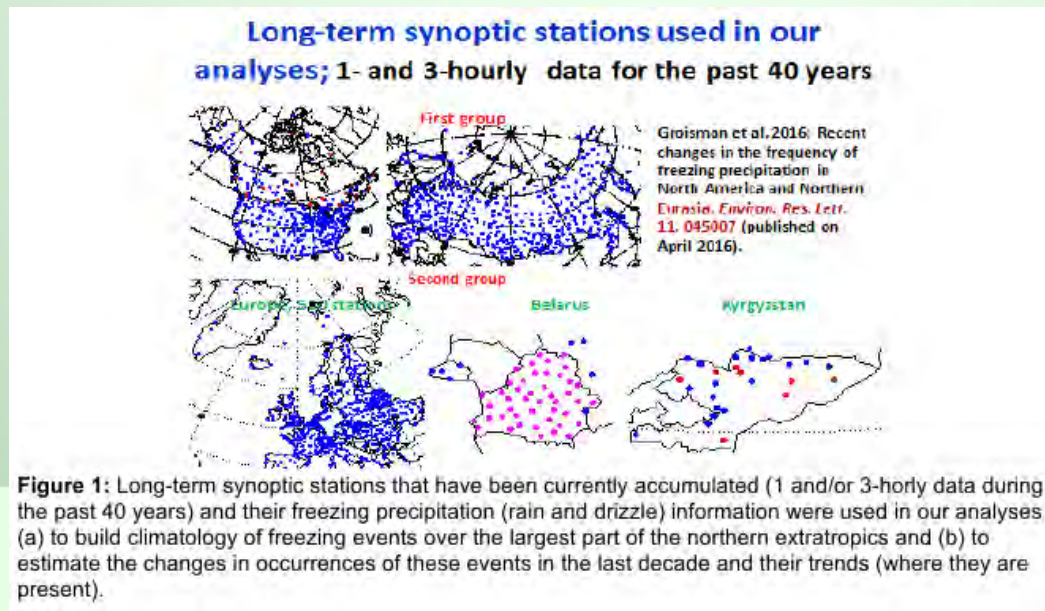 Long-term synoptic stations used in our
analyses; 1- and 3-hourly data for the past 40 years
First group
Groisman et al. 2016: Recent
changes in the frequency of
freezing precipitation in
North America and Northern
Eurasia. Environ. Res. Lett.
11. 045007 (published on
April 2016).
Second group
Europe, stations
Belarus
Kyrgyzstan
Figure 1: Long-term synoptic stations that have been currently accumulated (1 and/or 3-horly data during
the past 40 years) and their freezing precipitation (rain and drizzle) information were used in our analyses
(a) to build climatology of freezing events over the largest part of the northern extratropics and (b) to
estimate the changes in occurrences of these events in the last decade and their trends (where they are
present).